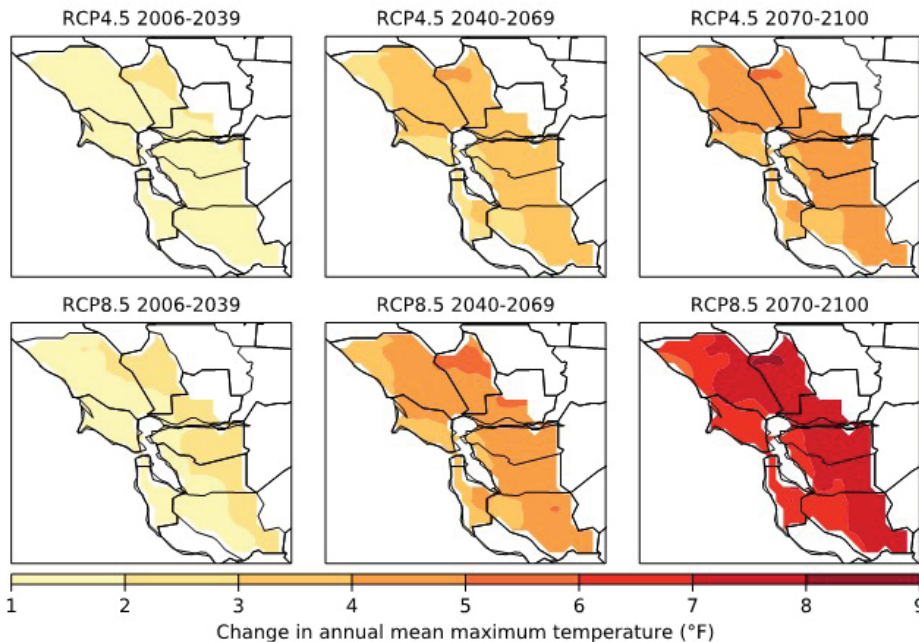 RCP4.5 2006-2039 RCP4.5 2040-2069 RCP4.5 2070-2100
RCP8.5 2006-2039 RCP8.5 2040-2069 RCP8.5 2070-2100
1 2 3 4 5 6 7 8 9
Change in annual mean maximum temperature (°F)